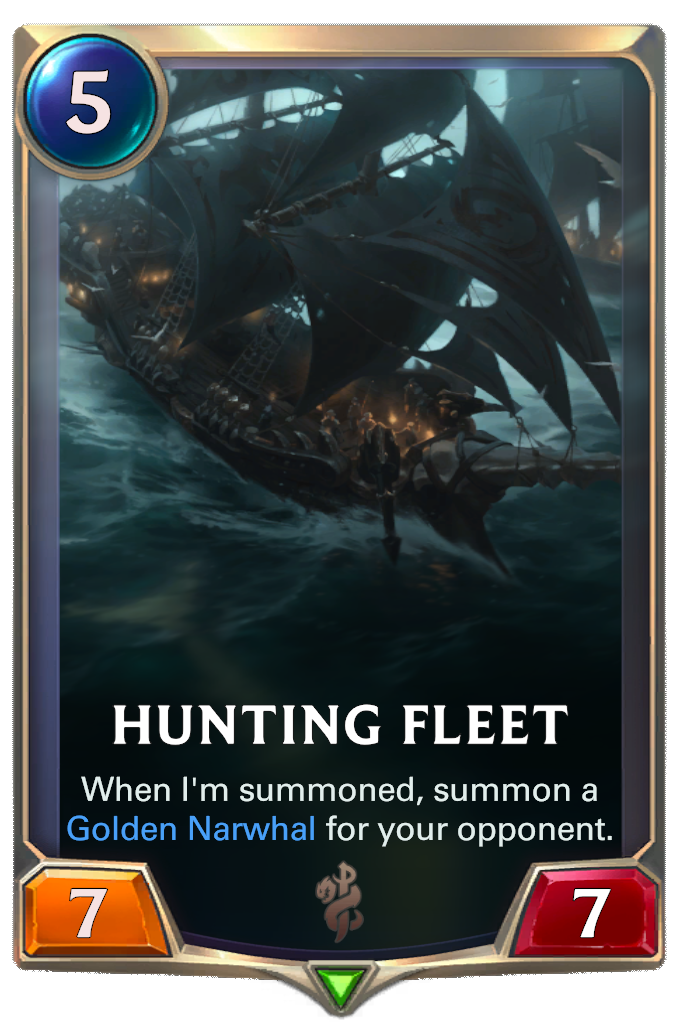 5
HUNTING FLEET
When I'm summoned, summon a
Golden Narwhal for your opponent.
7
7